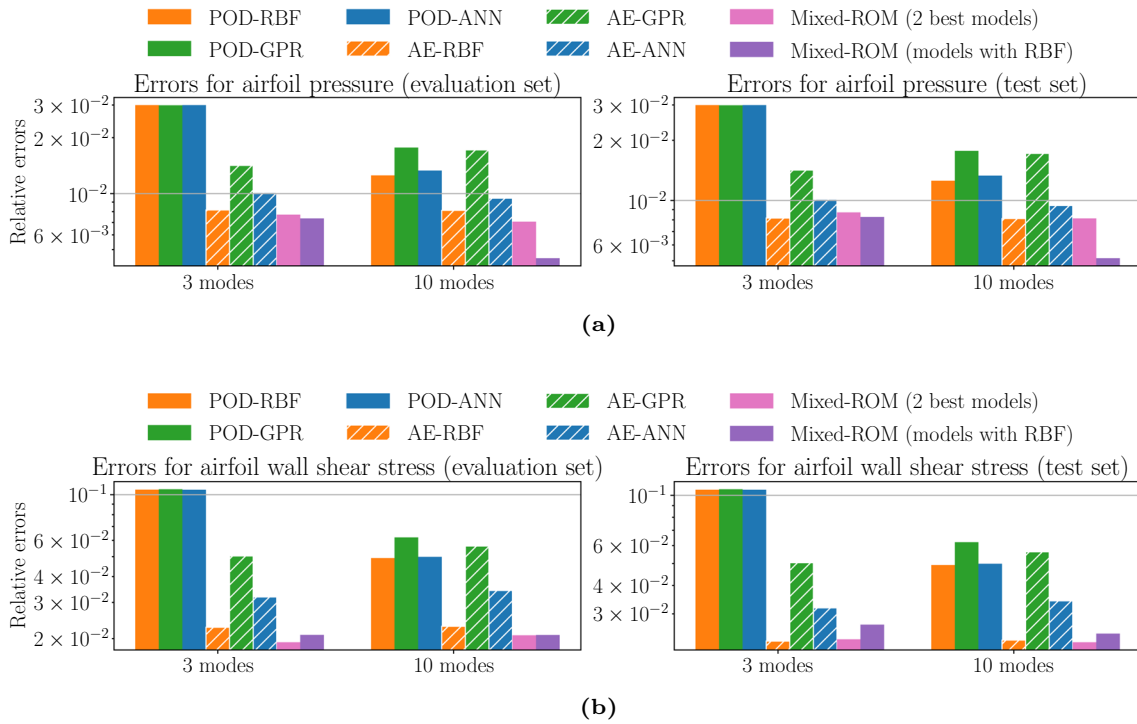 POD-RBF POD-ANN AE-GPR Mixed-ROM (2 best models)
POD-GPR AE-RBF AE-ANN Mixed-ROM (models with RBF)
Errors for airfoil pressure (evaluation set)
Relative errors
3 × 10⁻²
2 × 10⁻²
10⁻²
6 × 10⁻³
3 modes 10 modes
Errors for airfoil pressure (test set)
3 × 10⁻²
2 × 10⁻²
10⁻²
6 × 10⁻³
3 modes 10 modes
(a)
POD-RBF POD-ANN AE-GPR Mixed-ROM (2 best models)
POD-GPR AE-RBF AE-ANN Mixed-ROM (models with RBF)
Errors for airfoil wall shear stress (evaluation set)
Relative errors
10⁻¹
6 × 10⁻²
4 × 10⁻²
3 × 10⁻²
2 × 10⁻²
3 modes 10 modes
Errors for airfoil wall shear stress (test set)
10⁻¹
6 × 10⁻²
4 × 10⁻²
3 × 10⁻²
3 modes 10 modes
(b)